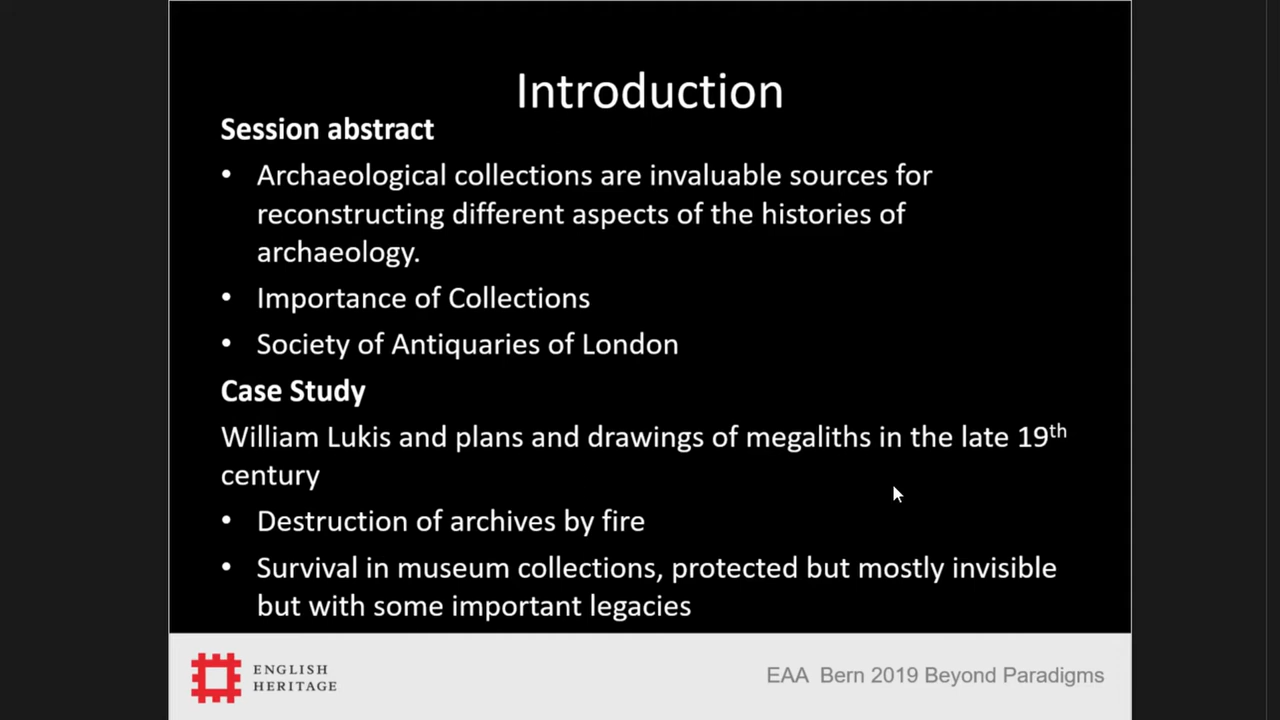 Introduction
Session abstract
• Archaeological collections are invaluable sources for
reconstructing different aspects of the histories of
archaeology.
• Importance of Collections
• Society of Antiquaries of London
Case Study
William Lukis and plans and drawings of megaliths in the late 19th
century
• Destruction of archives by fire
• Survival in museum collections, protected but mostly invisible
but with some important legacies
ENGLISH
HERITAGE
EAA Bern 2019 Beyond Paradigms